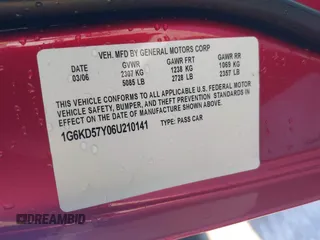 VEH. MFD BY GENERAL MOTORS CORP
DATE GVWR GAWR FRT GAWR RR
03/06 2307 KG 1238 KG 1069 KG
5085 LB 2728 LB 2357 LB
THIS VEHICLE CONFORMS TO ALL APPLICABLE U.S. FEDERAL MOTOR
VEHICLE SAFETY, BUMPER, AND THEFT PREVENTION STANDARDS IN
EFFECT ON THE DATE OF MANUFACTURE SHOWN ABOVE.
1G6KD57Y06U210141 TYPE: PASS CAR
DREAMBID